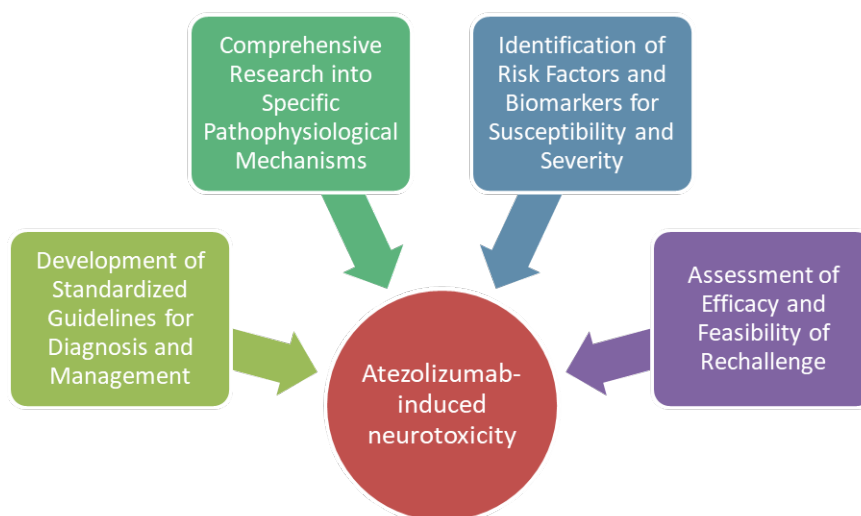 Comprehensive
Research into
Specific
Pathophysiological
Mechanisms
Identification of
Risk Factors and
Biomarkers for
Susceptibility and
Severity
Development of
Standardized
Guidelines for
Diagnosis and
Management
Assessment of
Efficacy and
Feasibility of
Rechallenge
Atezolizumab-
induced
neurotoxicity